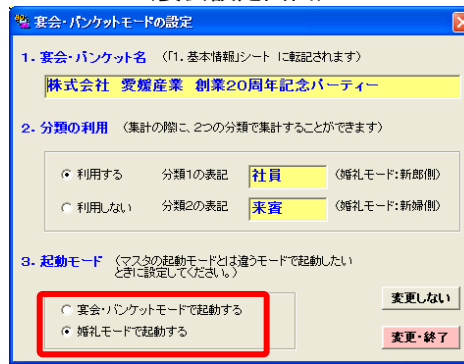 宴会・バンケットモードの設定
1. 宴会・バンケット名 (「1. 基本情報」シート に転記されます)
株式会社 愛媛産業 創業20周年記念パーティー
2. 分類の利用 (集計の際に、2つの分類で集計することができます)
利用する 分類1の表記 社員 (婚礼モード:新郎側)
利用しない 分類2の表記 来賓 (婚礼モード:新婦側)
3. 起動モード (マスタの起動モードとは違うモードで起動したい
ときに設定してください。)
変更しない
宴会・バンケットモードで起動する
婚礼モードで起動する
変更・終了